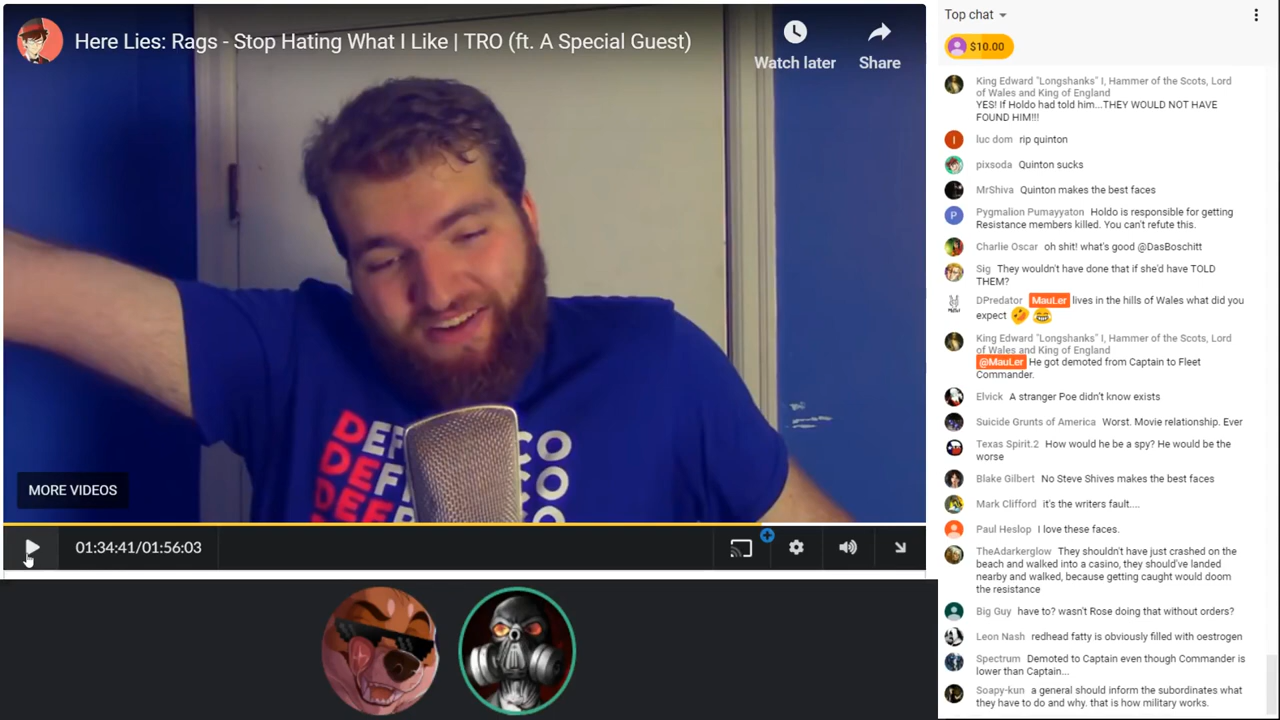 Here Lies: Rags - Stop Hating What I Like | TRO (ft. A Special Guest)
Watch later
Share
MORE VIDEOS
01:34:41/01:56:03
Top chat
$10.00
King Edward "Longshanks" I, Hammer of the Scots, Lord
of Wales and King of England
YES! If Holdo had told him...THEY WOULD NOT HAVE
FOUND HIM!!!
luc dom rip quinton
pixsoda Quinton sucks
MrShiva Quinton makes the best faces
Pygmalion Pumayyaton Holdo is responsible for getting
Resistance members killed. You can't refute this.
Charlie Oscar oh shit! what's good @DasBoschitt
Sig They wouldn't have done that if she'd have TOLD
THEM?
DPredator MauLer lives in the hills of Wales what did you
expect 🤣😂
King Edward "Longshanks" I, Hammer of the Scots, Lord
of Wales and King of England
@MauLer He got demoted from Captain to Fleet
Commander.
Elvick A stranger Poe didn't know exists
Suicide Grunts of America Worst. Movie relationship. Ever
Texas Spirit.2 How would he be a spy? He would be the
worse
Blake Gilbert No Steve Shives makes the best faces
Mark Clifford it's the writers fault....
Paul Heslop I love these faces.
TheAdarkerglow They shouldn't have just crashed on the
beach and walked into a casino, they should've landed
nearby and walked, because getting caught would doom
the resistance
Big Guy have to? wasn't Rose doing that without orders?
Leon Nash redhead fatty is obviously filled with oestrogen
Spectrum Demoted to Captain even though Commander is
lower than Captain...
Soapy-kun a general should inform the subordinates what
they have to do and why. that is how military works.